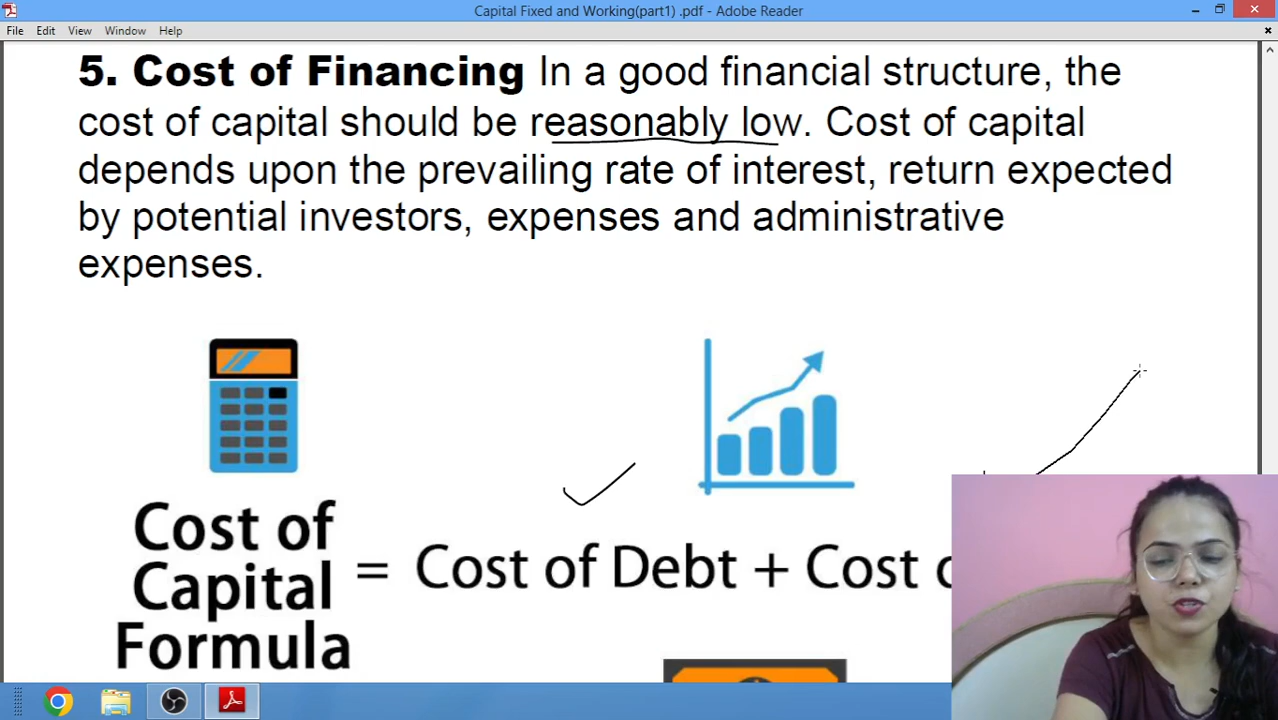 Capital Fixed and Working(part1) .pdf - Adobe Reader
File Edit View Window Help
5. Cost of Financing In a good financial structure, the
cost of capital should be reasonably low. Cost of capital
depends upon the prevailing rate of interest, return expected
by potential investors, expenses and administrative
expenses.
Cost of
Capital
Formula
= Cost of Debt + Cost